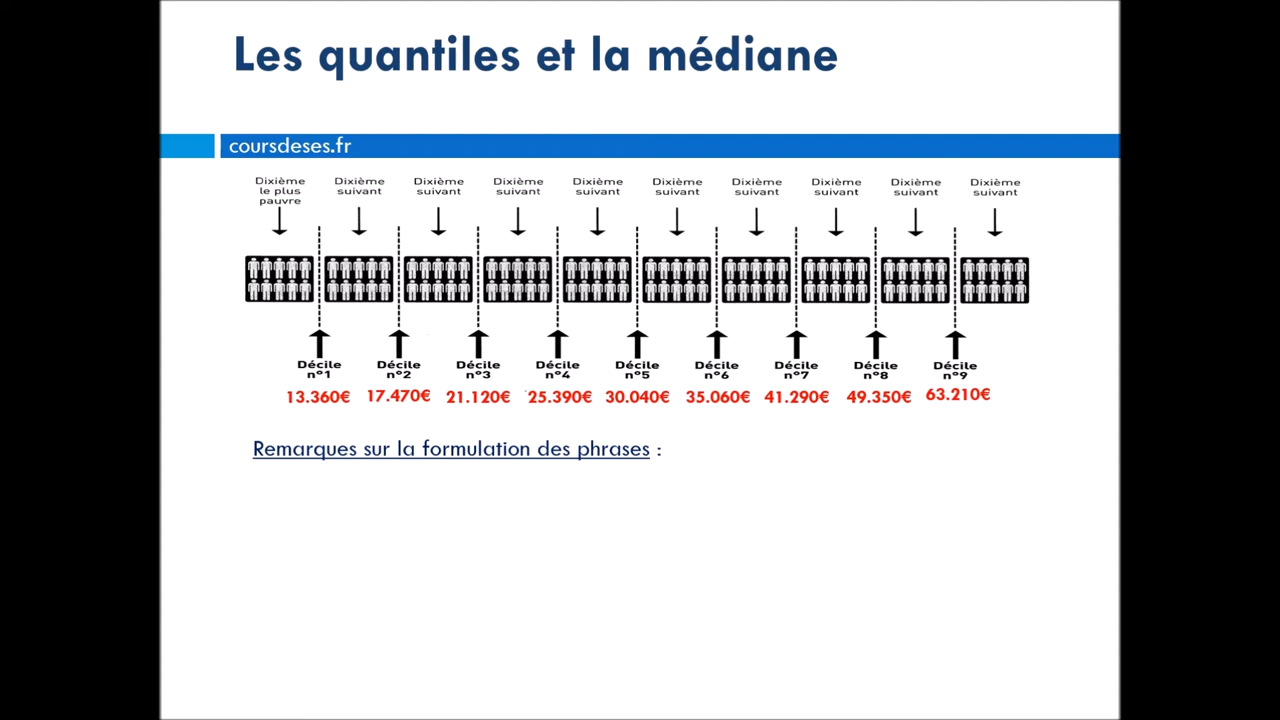 Les quantiles et la médiane
coursdeses.fr
Dixième le plus pauvre
Dixième suivant
Dixième suivant
Dixième suivant
Dixième suivant
Dixième suivant
Dixième suivant
Dixième suivant
Dixième suivant
Dixième suivant
Décile n°1
Décile n°2
Décile n°3
Décile n°4
Décile n°5
Décile n°6
Décile n°7
Décile n°8
Décile n°9
13.360€ 17.470€ 21.120€ 25.390€ 30.040€ 35.060€ 41.290€ 49.350€ 63.210€
Remarques sur la formulation des phrases :